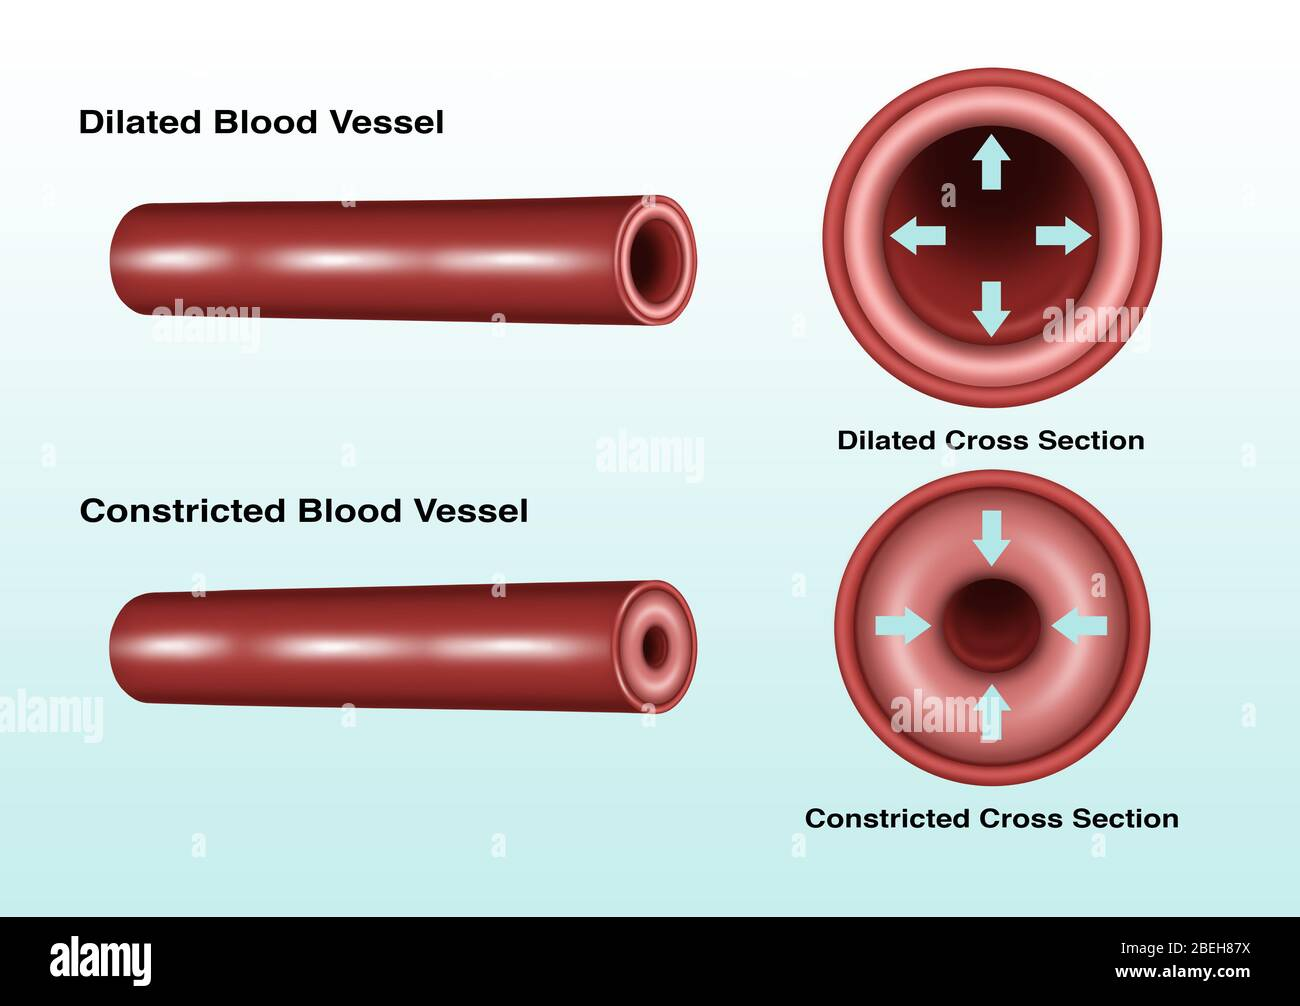 Dilated Blood Vessel
Dilated Cross Section
Constricted Blood Vessel
Constricted Cross Section
alamy
Image ID: 2BEH87X
www.alamy.com